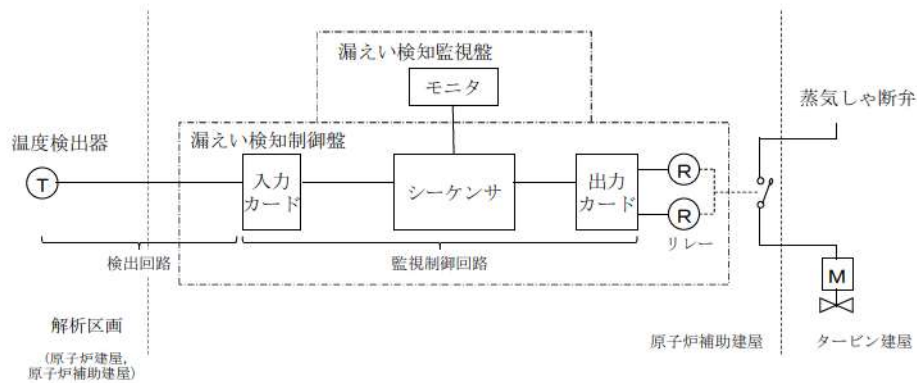 漏えい検知監視盤
モニタ
蒸気しゃ断弁
温度検出器
漏えい検知制御盤
T
入力
カード
シーケンサ
出力
カード
R
R
リレー
検出回路
監視制御回路
M
解析区画
(原子炉建屋,
原子炉補助建屋)
原子炉補助建屋
タービン建屋